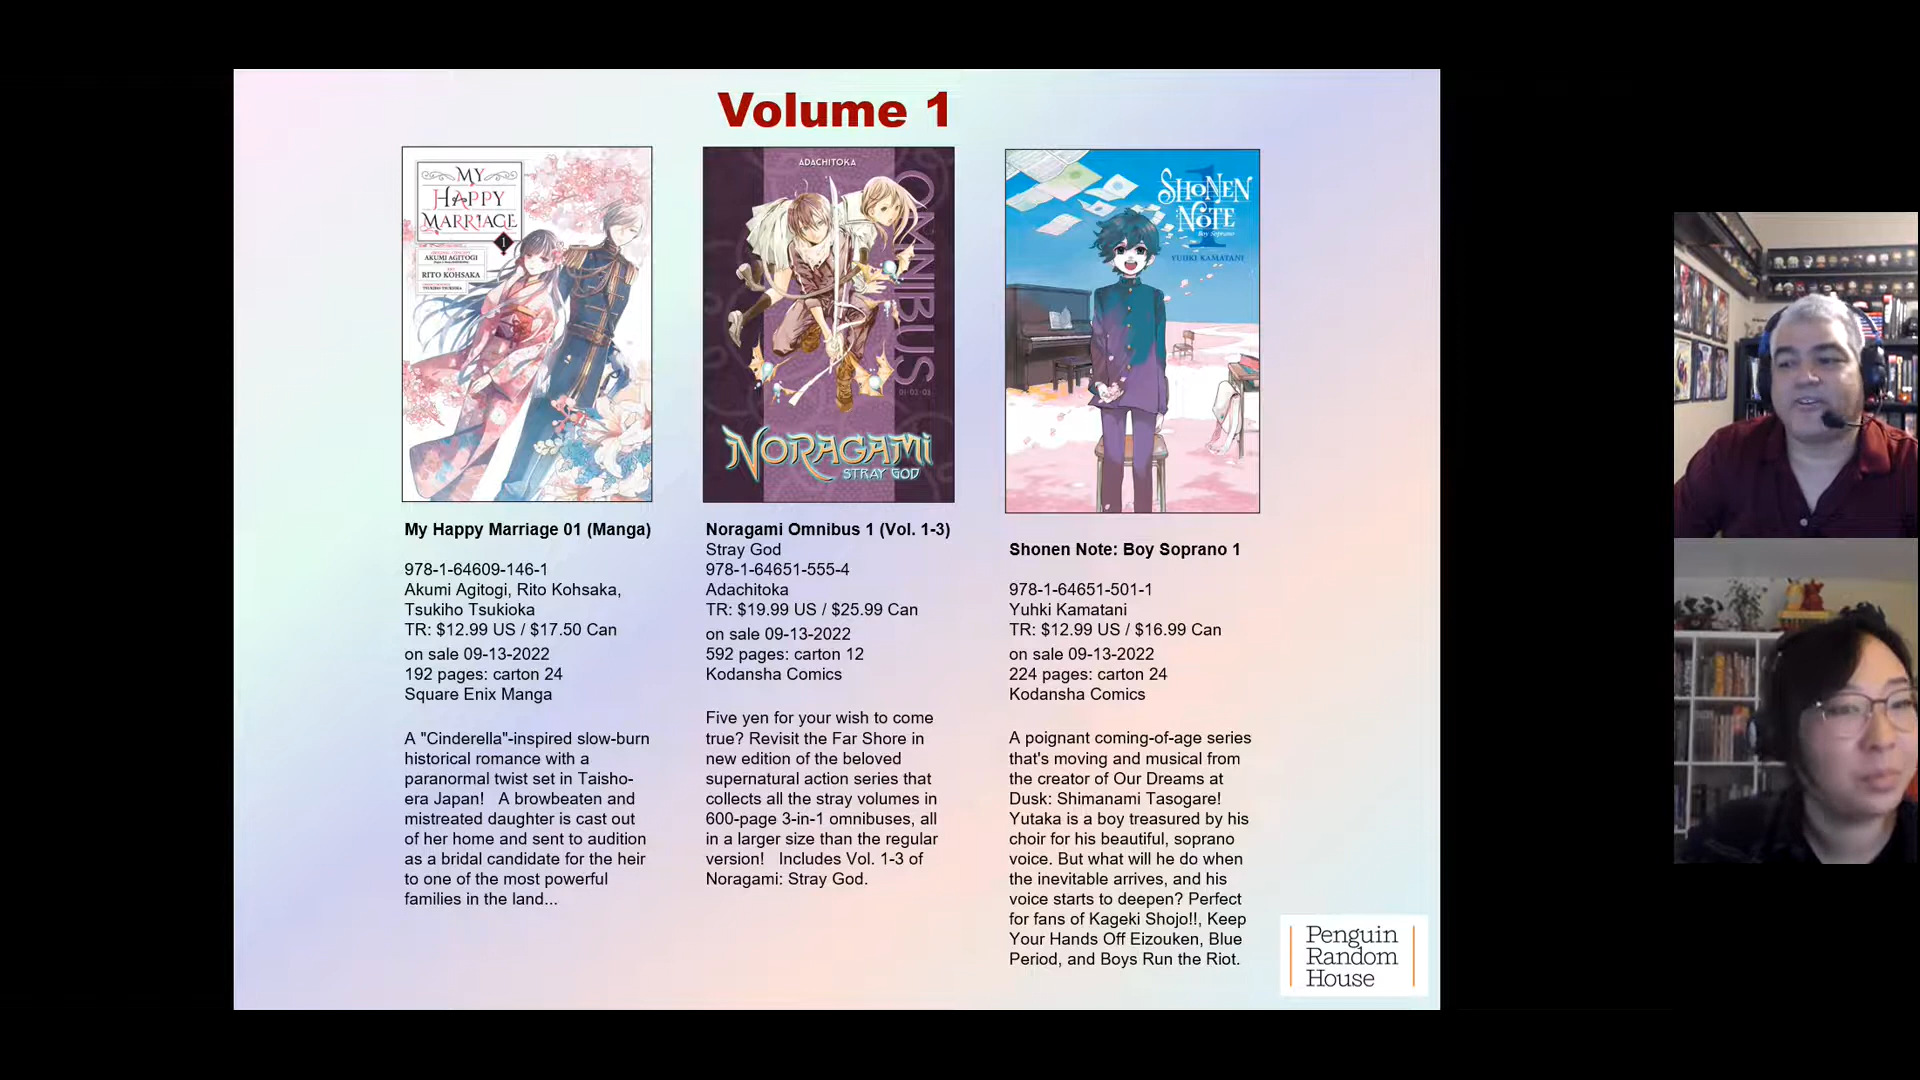 Volume 1
MY
HAPPY
MARRIAGE
1
AKUMI AGITOGI
RITO KOHSAKA
TSUKIHO TSUKIOKA
ADACHITOKA
OMNIBUS
01·02·03
NORAGAMI
STRAY GOD
SHONEN
NOTE
1
Boy Soprano
YUHKI KAMATANI
My Happy Marriage 01 (Manga)
978-1-64609-146-1
Akumi Agitogi, Rito Kohsaka,
Tsukiho Tsukioka
TR: $12.99 US / $17.50 Can
on sale 09-13-2022
192 pages: carton 24
Square Enix Manga
A "Cinderella"-inspired slow-burn
historical romance with a
paranormal twist set in Taisho-
era Japan!   A browbeaten and
mistreated daughter is cast out
of her home and sent to audition
as a bridal candidate for the heir
to one of the most powerful
families in the land...
Noragami Omnibus 1 (Vol. 1-3)
Stray God
978-1-64651-555-4
Adachitoka
TR: $19.99 US / $25.99 Can
on sale 09-13-2022
592 pages: carton 12
Kodansha Comics
Five yen for your wish to come
true? Revisit the Far Shore in
new edition of the beloved
supernatural action series that
collects all the stray volumes in
600-page 3-in-1 omnibuses, all
in a larger size than the regular
version!   Includes Vol. 1-3 of
Noragami: Stray God.
Shonen Note: Boy Soprano 1
978-1-64651-501-1
Yuhki Kamatani
TR: $12.99 US / $16.99 Can
on sale 09-13-2022
224 pages: carton 24
Kodansha Comics
A poignant coming-of-age series
that's moving and musical from
the creator of Our Dreams at
Dusk: Shimanami Tasogare!
Yutaka is a boy treasured by his
choir for his beautiful, soprano
voice. But what will he do when
the inevitable arrives, and his
voice starts to deepen? Perfect
for fans of Kageki Shojo!!, Keep
Your Hands Off Eizouken, Blue
Period, and Boys Run the Riot.
Penguin
Random
House